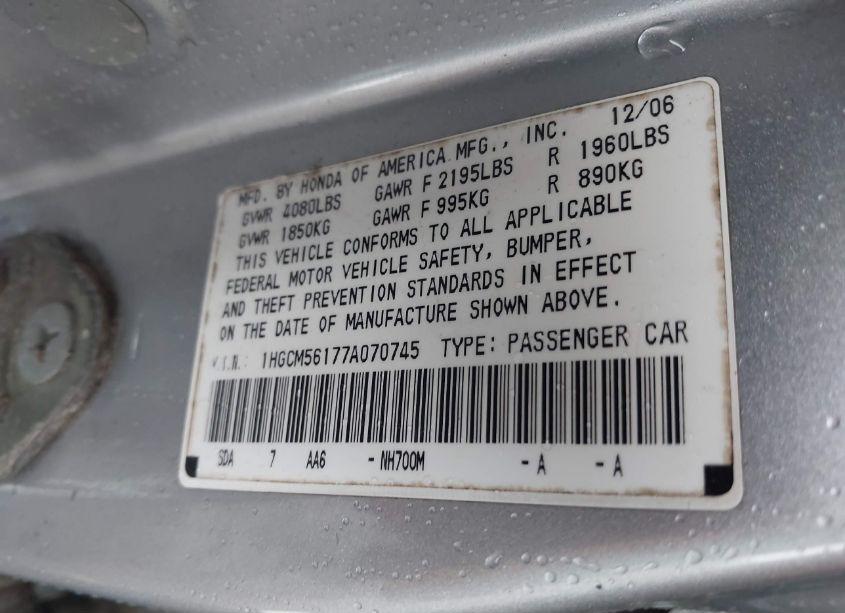 MFD. BY HONDA OF AMERICA MFG., INC. 12/06
GVWR 4080LBS GAWR F 2195LBS R 1960LBS
GVWR 1850KG GAWR F 995KG R 890KG
THIS VEHICLE CONFORMS TO ALL APPLICABLE
FEDERAL MOTOR VEHICLE SAFETY, BUMPER,
AND THEFT PREVENTION STANDARDS IN EFFECT
ON THE DATE OF MANUFACTURE SHOWN ABOVE.
V.I.N.: 1HGCM56177A070745 TYPE: PASSENGER CAR
SDA 7 AA6 - NH700M - A - A